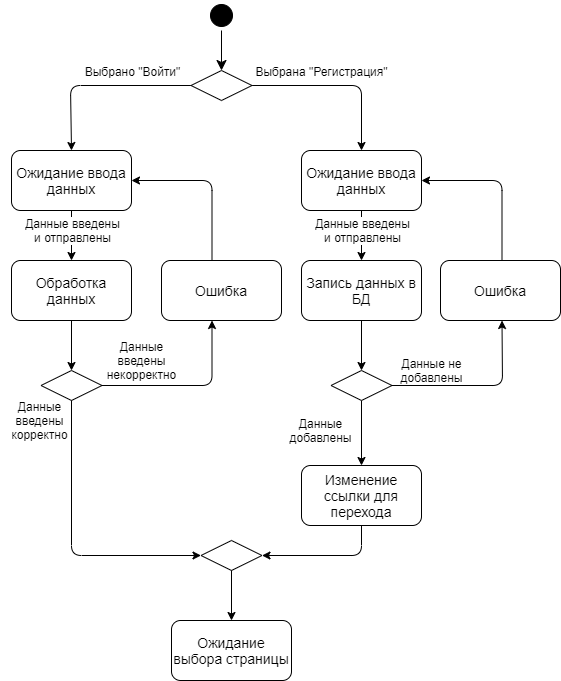 Выбрано "Войти"
Выбрана "Регистрация"
Ожидание ввода
данных
Ожидание ввода
данных
Данные введены
и отправлены
Данные введены
и отправлены
Обработка
данных
Ошибка
Запись данных в
БД
Ошибка
Данные
введены
некорректно
Данные не
добавлены
Данные
введены
корректно
Данные
добавлены
Изменение
ссылки для
перехода
Ожидание
выбора страницы